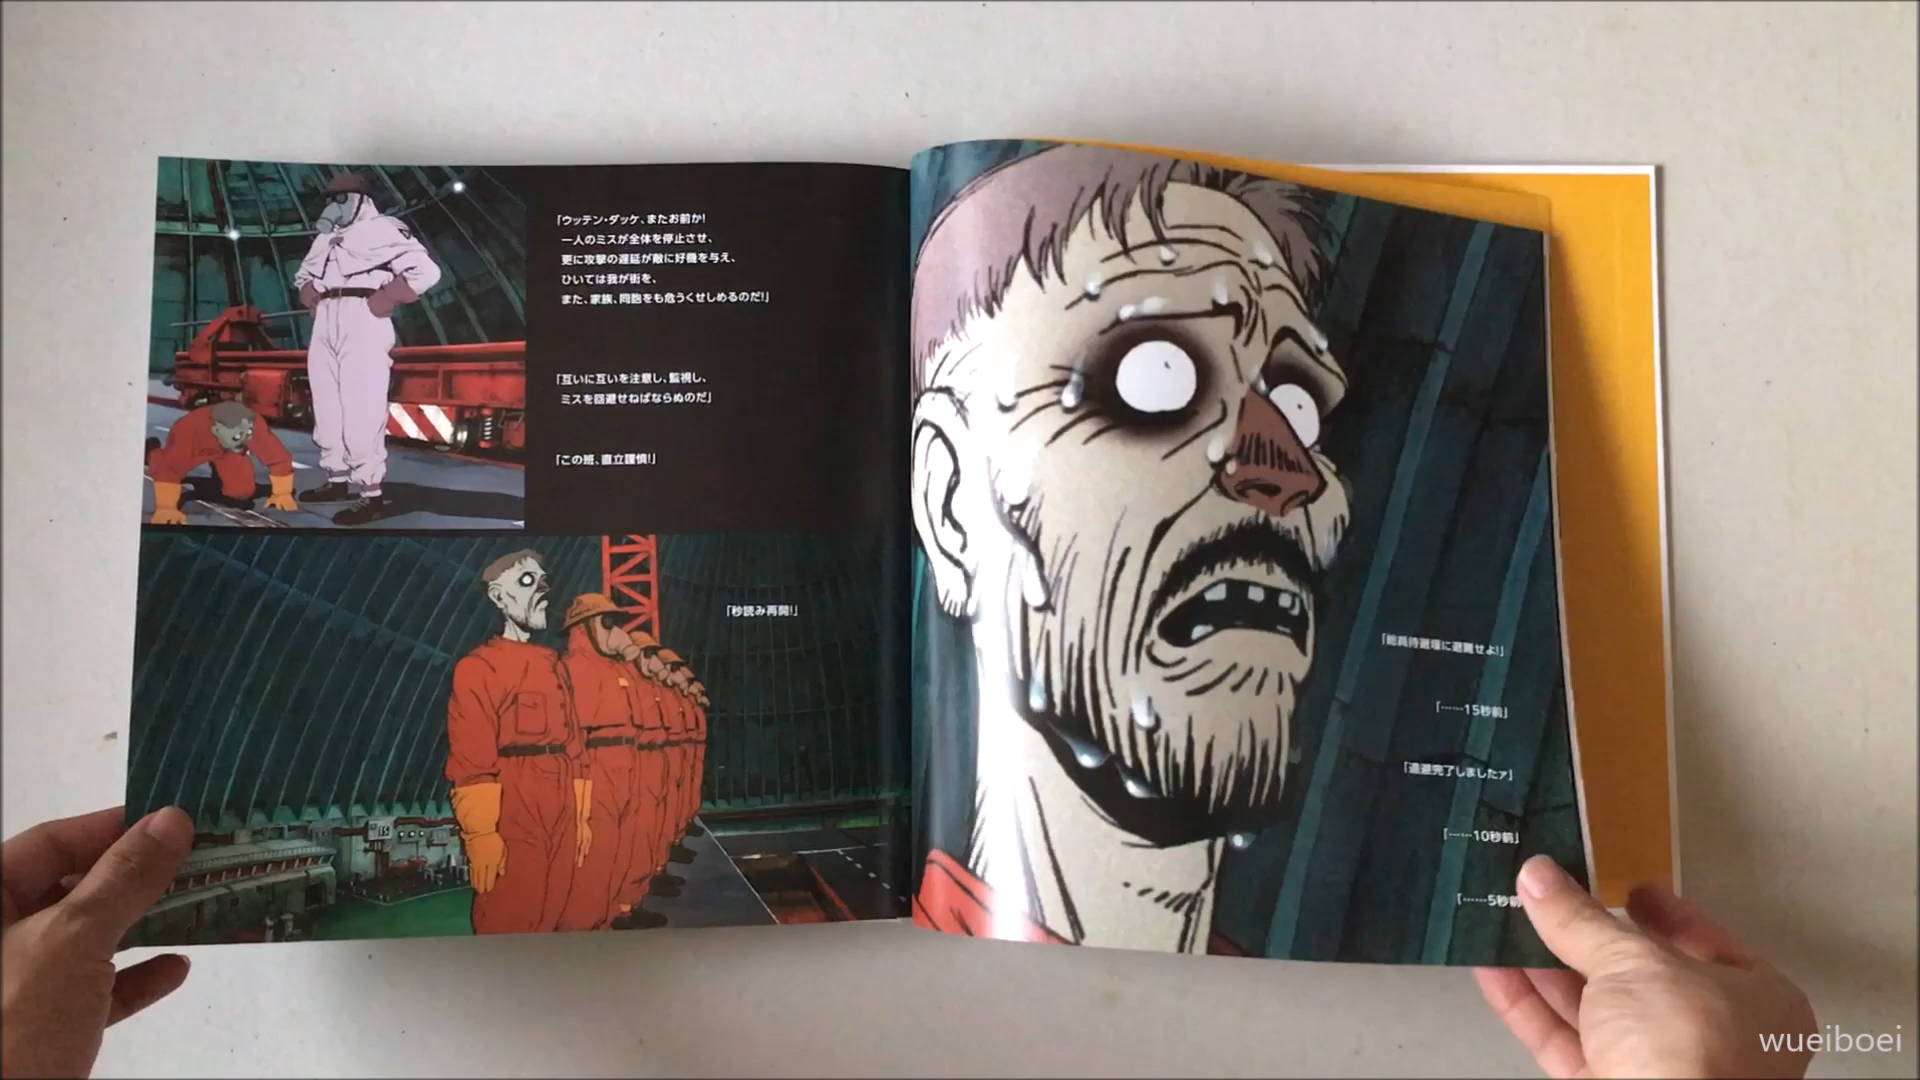 「ウッテン・ダッケ、またお前か!
一人のミスが全体を停止させ、
更に攻撃の遅延が敵に好機を与え、
ひいては我が街を、
また、家族、同胞をも危うくせしめるのだ!」
「互いに互いを注意し、監視し、
ミスを回避せねばならぬのだ」
「この班、直立謹慎!」
「秒読み再開!」
15
「総員待避壕に避難せよ!」
「……15秒前」
「退避完了しましたァ」
「……10秒前」
「……5秒前
wueiboei